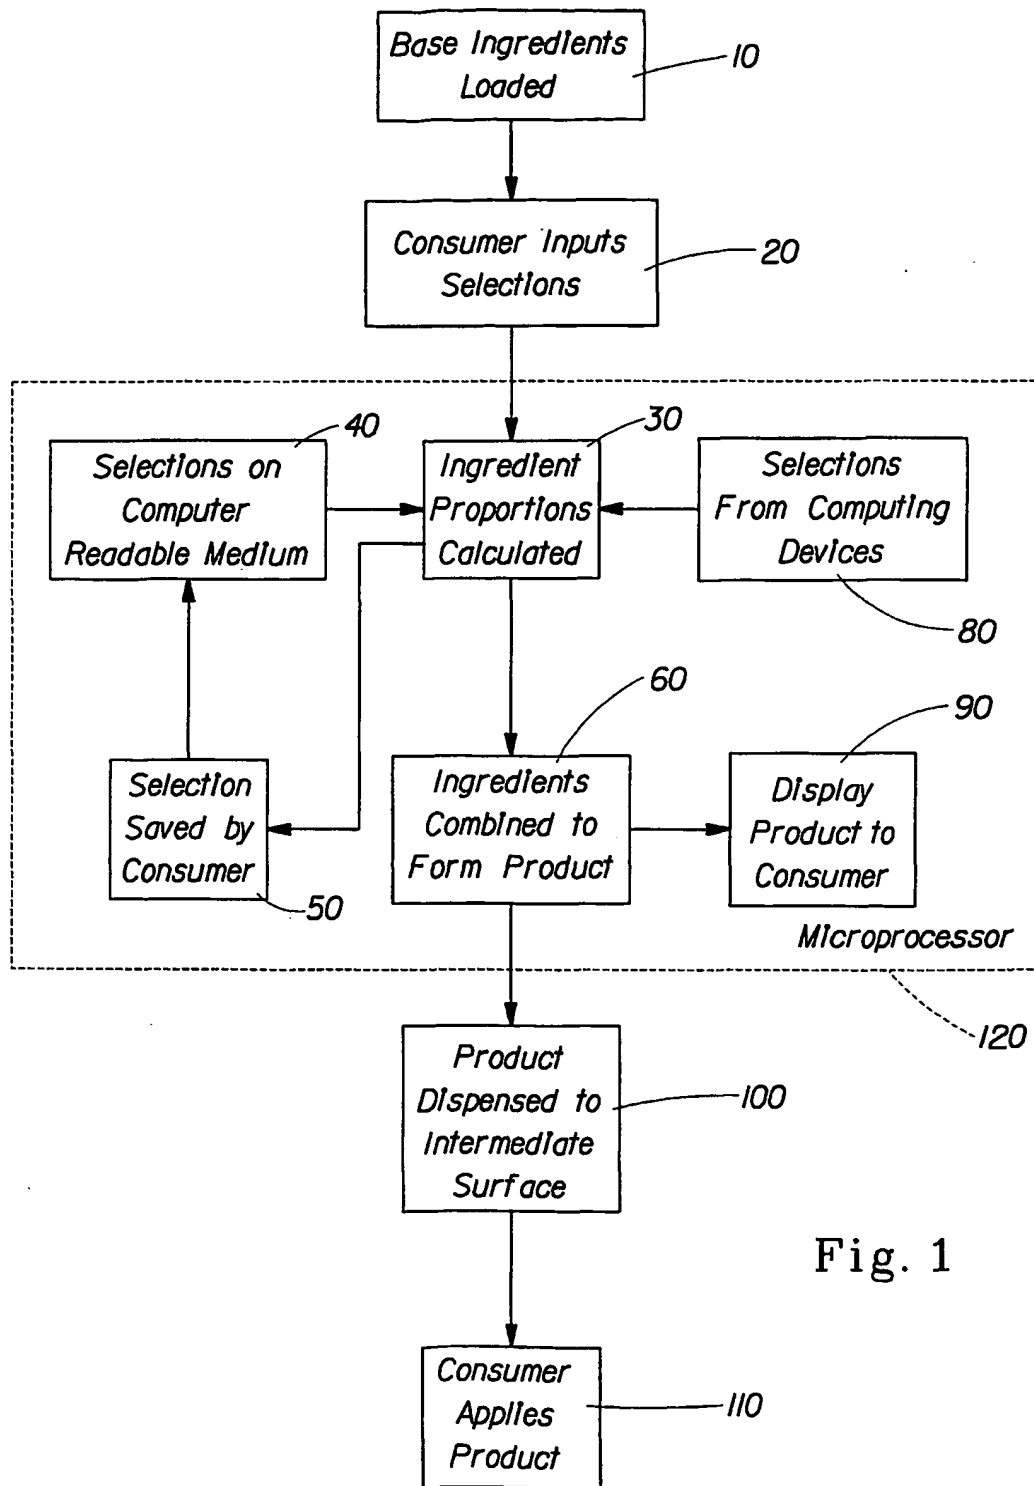 Base Ingredients
Loaded
10
Consumer Inputs
Selections
20
40
Selections on
Computer
Readable Medium
30
Ingredient
Proportions
Calculated
Selections
From Computing
Devices
80
60
90
Selection
Saved by
Consumer
50
Ingredients
Combined to
Form Product
Display
Product to
Consumer
Microprocessor
120
Product
Dispensed to
Intermediate
Surface
100
Fig. 1
Consumer
Applies
Product
110